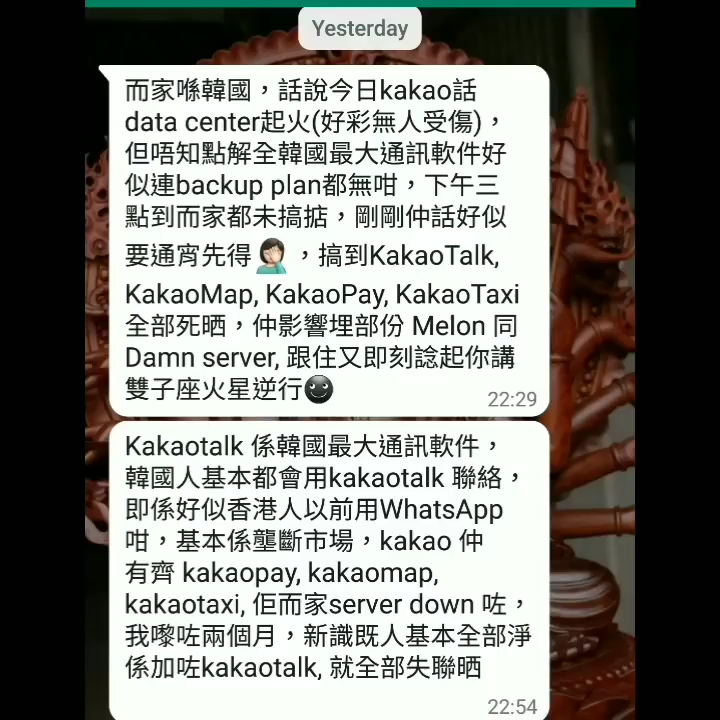 Yesterday
而家喺韓國，話說今日kakao話
data center起火(好彩無人受傷)，
但唔知點解全韓國最大通訊軟件好
似連backup plan都無咁，下午三
點到而家都未搞掂，剛剛仲話好似
要通宵先得🤦🏻‍♀️，搞到KakaoTalk,
KakaoMap, KakaoPay, KakaoTaxi
全部死晒，仲影響埋部份 Melon 同
Damn server, 跟住又即刻諗起你講
雙子座火星逆行🌚
22:29
Kakaotalk 係韓國最大通訊軟件，
韓國人基本都會用kakaotalk 聯絡，
即係好似香港人以前用WhatsApp
咁，基本係壟斷市場，kakao 仲
有齊 kakaopay, kakaomap,
kakaotaxi, 佢而家server down 咗，
我嚟咗兩個月，新識既人基本全部淨
係加咗kakaotalk, 就全部失聯晒
22:54